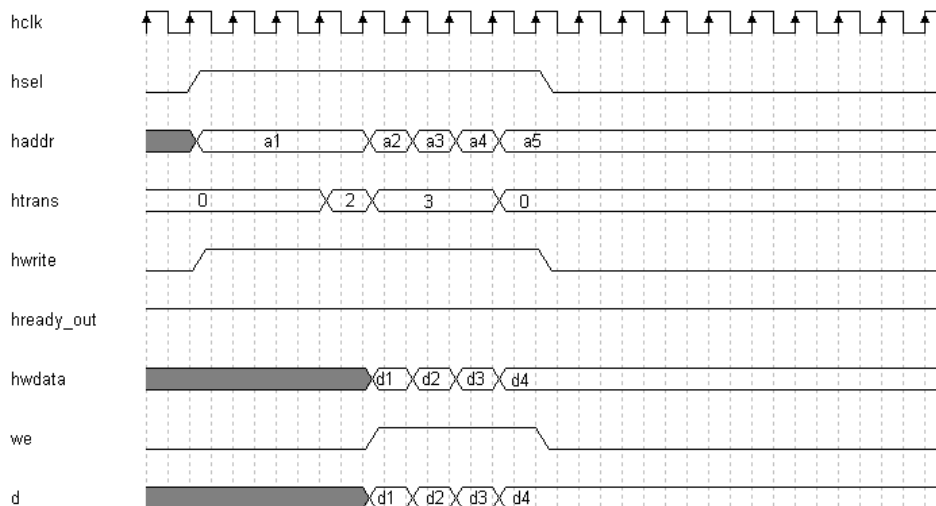 hclk
hsel
haddr a1 a2 a3 a4 a5
htrans 0 2 3 0
hwrite
hready_out
hwdata d1 d2 d3 d4
we
d d1 d2 d3 d4